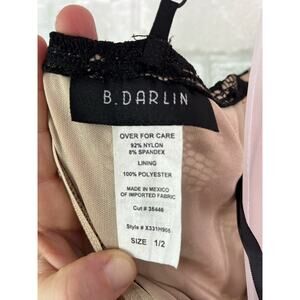 B.DARLIN
OVER FOR CARE
92% NYLON
8% SPANDEX
LINING
100% POLYESTER
MADE IN MEXICO
OF IMPORTED FABRIC
Cut # 35446
Style # X331H905
SIZE 1/2